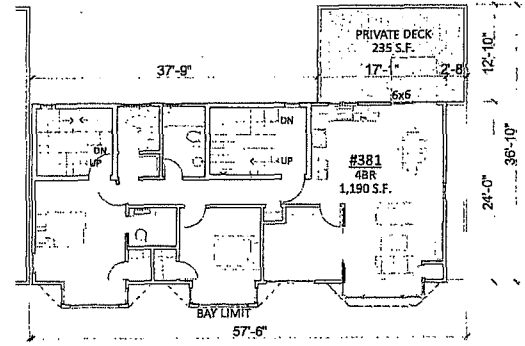 PRIVATE DECK
235 S.F.
37'-9"
17'-1"
2'-8
12'-10"
6x6
DN
UP
DN
UP
#381
4BR
1,190 S.F.
24'-0"
36'-10"
BAY LIMIT
57'-6"